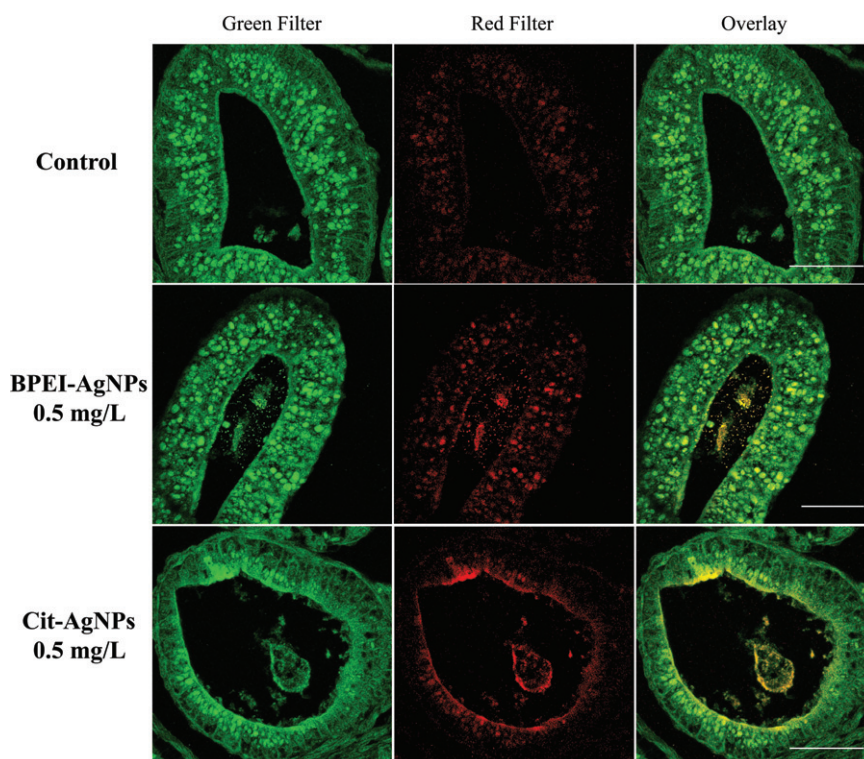 Green Filter
Red Filter
Overlay
Control
BPEI-AgNPs
0.5 mg/L
Cit-AgNPs
0.5 mg/L